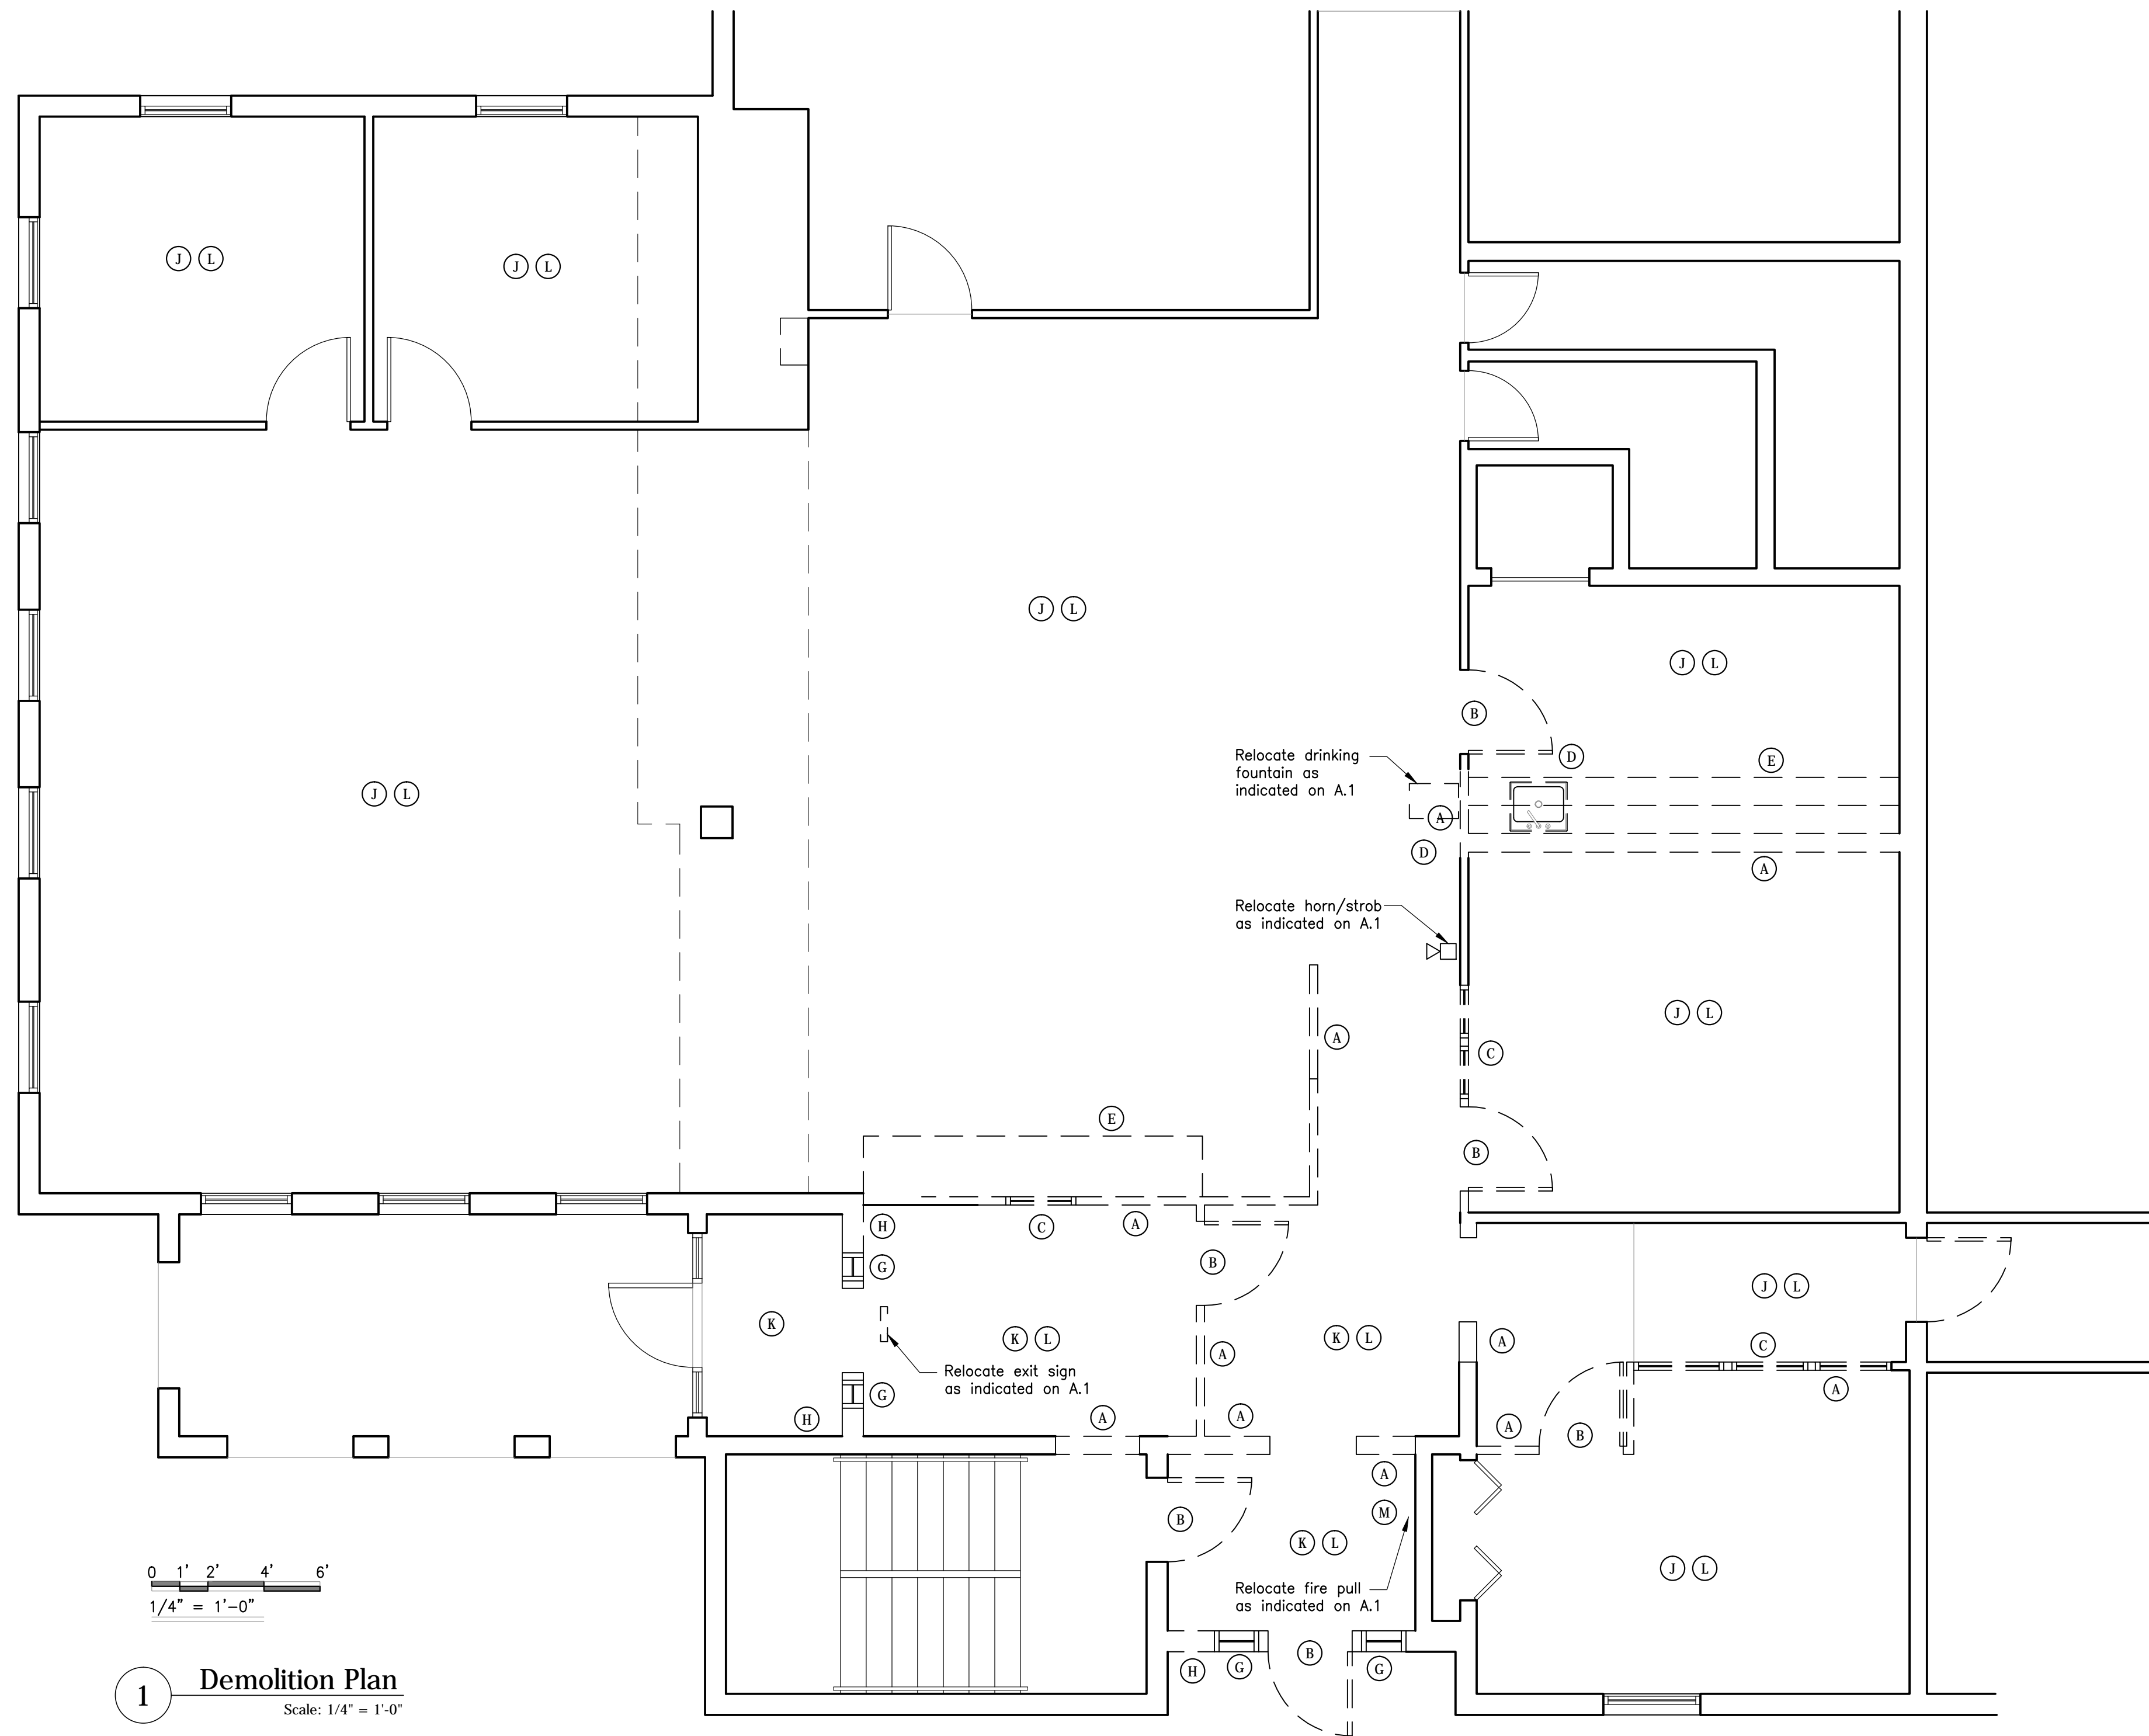 J L
J L
J L
J L
B
Relocate drinking
fountain as
indicated on A.1
D
E
J L
A
D
A
Relocate horn/strob
as indicated on A.1
J L
A
C
E
B
H
C
A
G
B
J L
K
K L
K L
A
C
Relocate exit sign
as indicated on A.1
A
G
A
H
A
A
A
B
A
M
B
K L
J L
Relocate fire pull
as indicated on A.1
B
H
G
G
0 1' 2' 4' 6'
1/4" = 1'-0"
1
Demolition Plan
Scale: 1/4" = 1'-0"